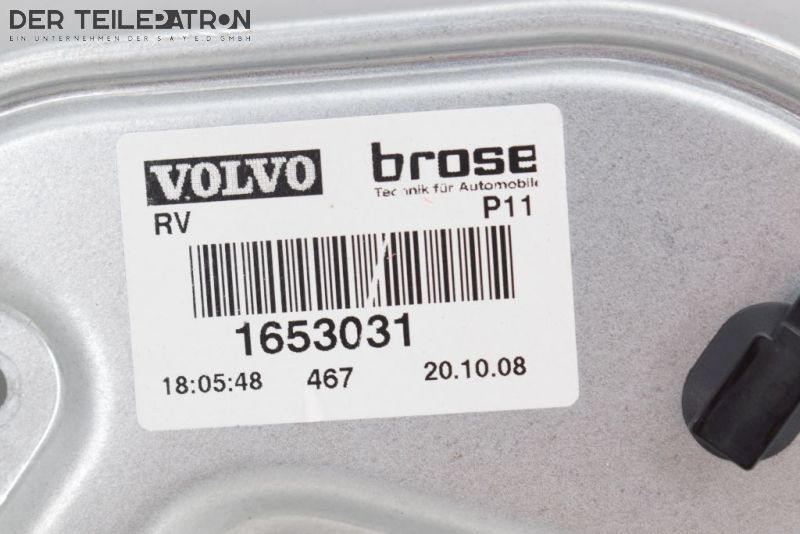 DER TEILEPATRON
EIN UNTERNEHMEN DER S A Y E D GMBH
VOLVO
brose
Technik für Automobile
RV
P11
1653031
18:05:48 467 20.10.08